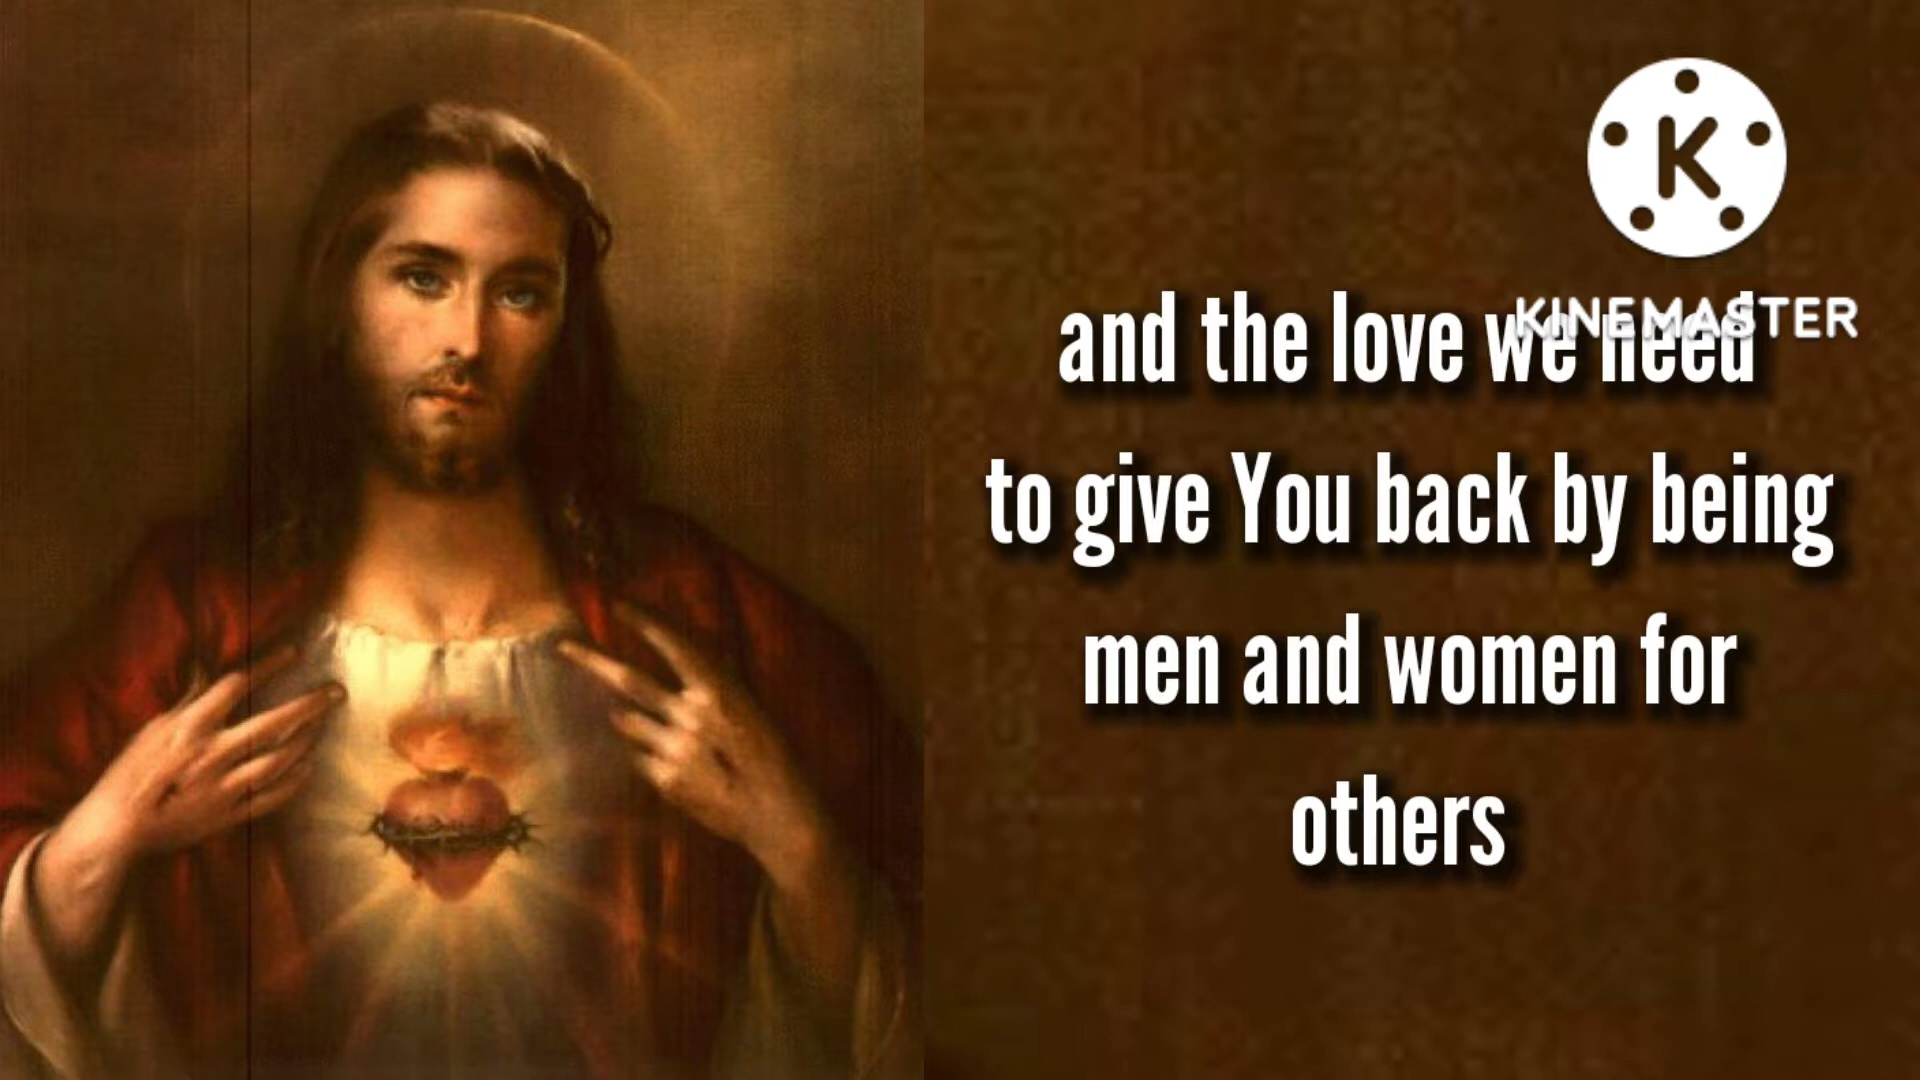 K
KINEMASTER
and the love we need
to give You back by being
men and women for
others